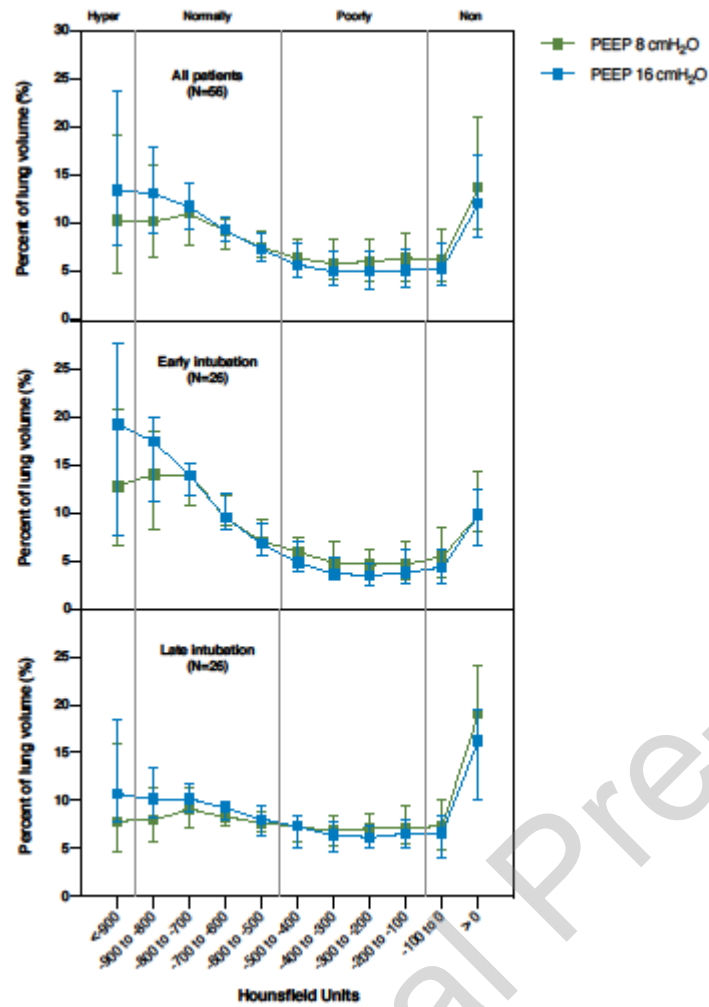 Hyper Normally Poorly Non
PEEP 8 cmH₂O
PEEP 16 cmH₂O
Percent of lung volume (%)
30
25
20
15
10
5
0
All patients
(N=56)
Percent of lung volume (%)
25
20
15
10
5
0
Early intubation
(N=26)
Percent of lung volume (%)
25
20
15
10
5
0
Late intubation
(N=26)
<-900
-900 to -800
-800 to -700
-700 to -600
-600 to -500
-500 to -400
-400 to -300
-300 to -200
-200 to -100
-100 to 0
> 0
Hounsfield Units
al Pre